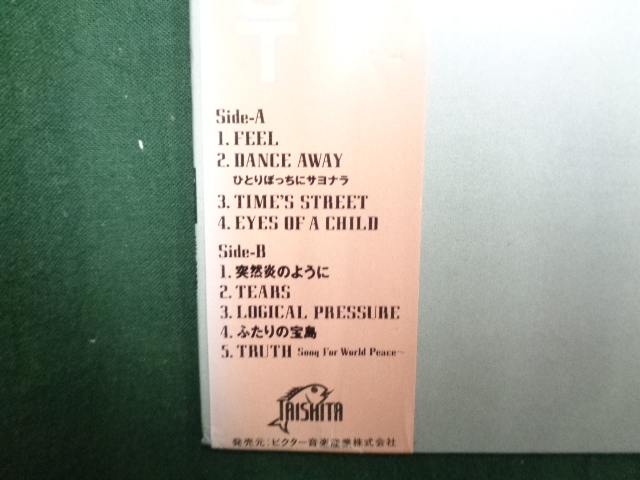 T
Side-A
1. FEEL
2. DANCE AWAY
ひとりぼっちにサヨナラ
3. TIME'S STREET
4. EYES OF A CHILD
Side-B
1. 突然炎のように
2. TEARS
3. LOGICAL PRESSURE
4. ふたりの宝島
5. TRUTH Song For World Peace~
TAISHITA
発売元:ビクター音楽産業株式会社